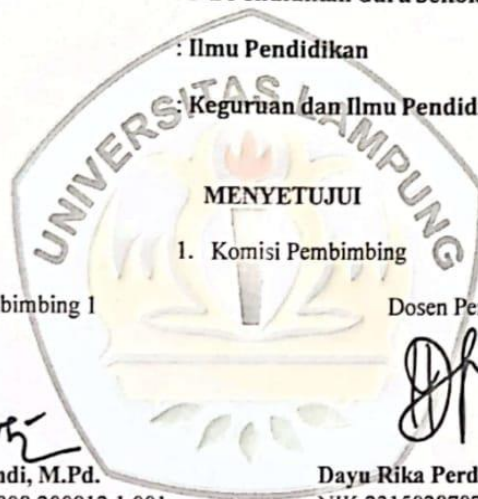 : Ilmu Pendidikan
: Keguruan dan Ilmu Pendid
UNIVERSITAS LAMPUNG
MENYETUJUI
1. Komisi Pembimbing
bimbing 1
Dosen Pe
ndi, M.Pd.
Dayu Rika Perd